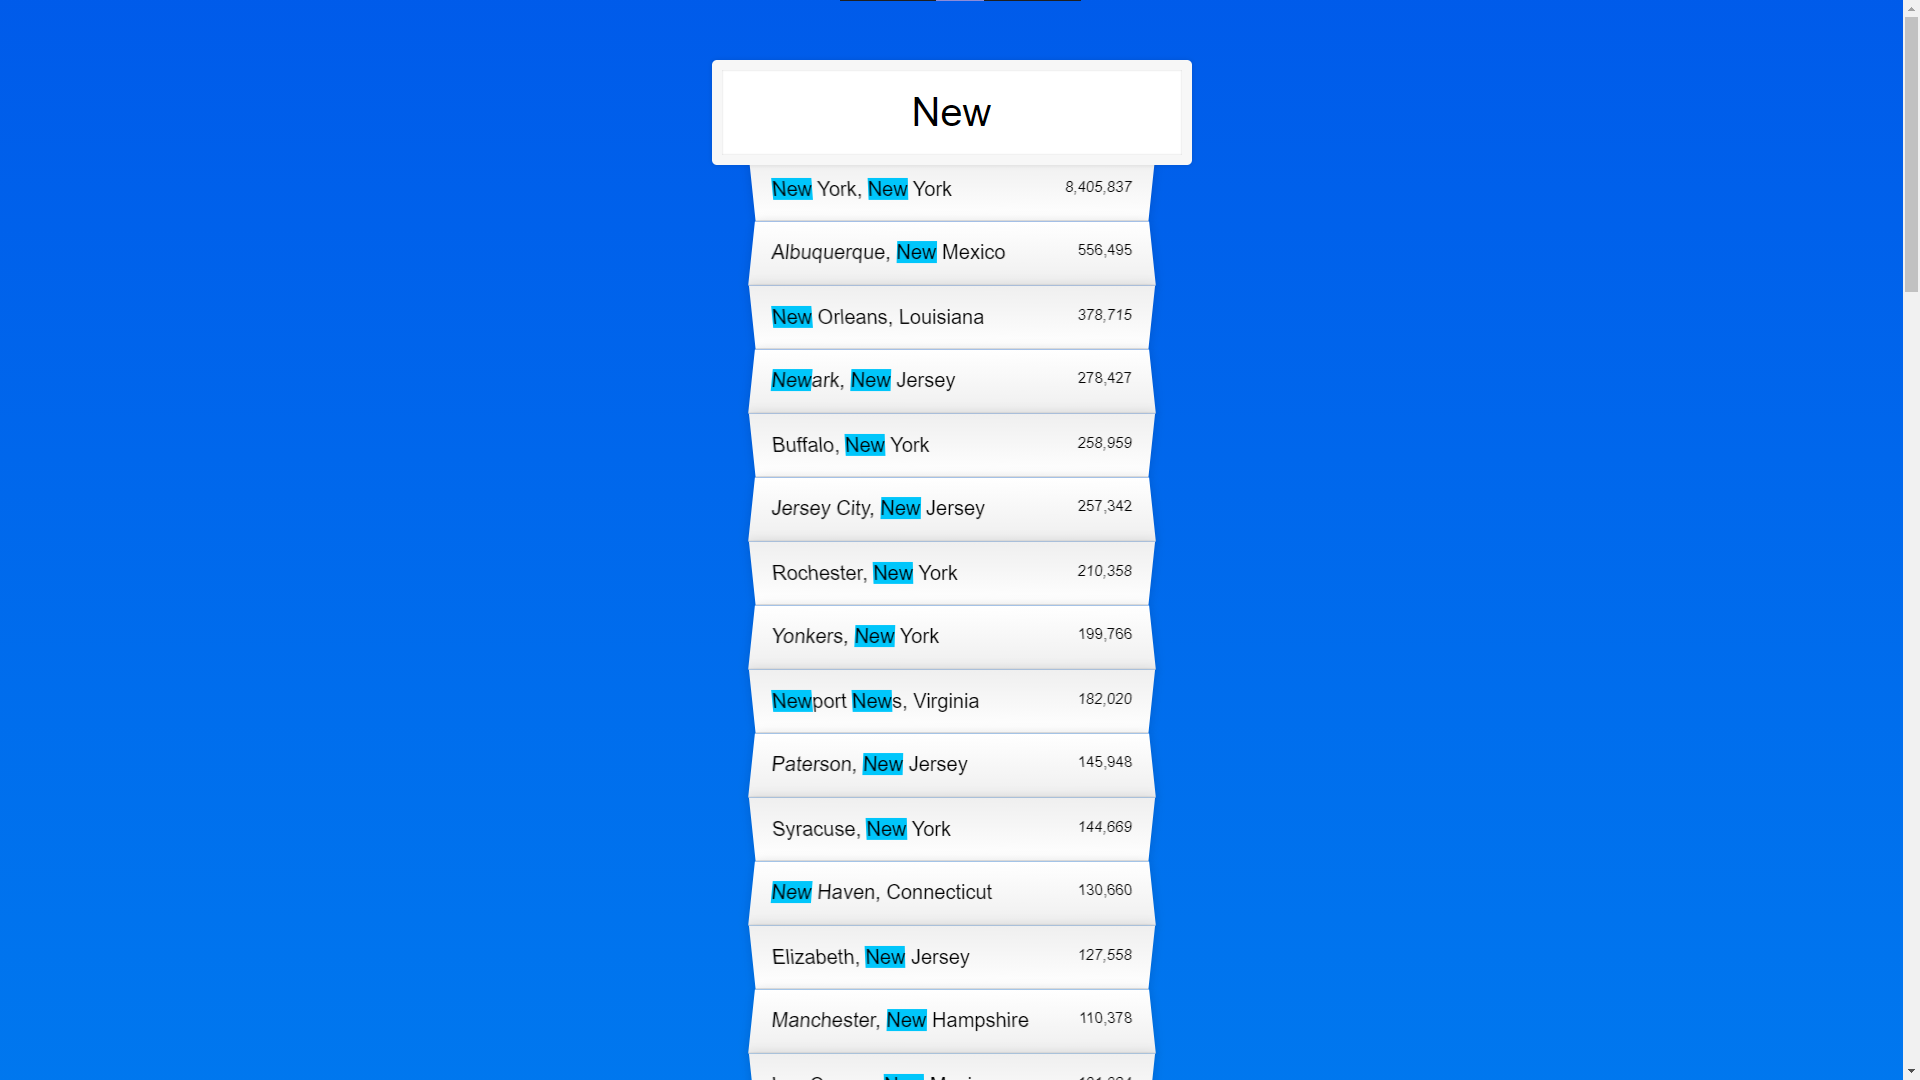 New
New York, New York 8,405,837
Albuquerque, New Mexico 556,495
New Orleans, Louisiana 378,715
Newark, New Jersey 278,427
Buffalo, New York 258,959
Jersey City, New Jersey 257,342
Rochester, New York 210,358
Yonkers, New York 199,766
Newport News, Virginia 182,020
Paterson, New Jersey 145,948
Syracuse, New York 144,669
New Haven, Connecticut 130,660
Elizabeth, New Jersey 127,558
Manchester, New Hampshire 110,378